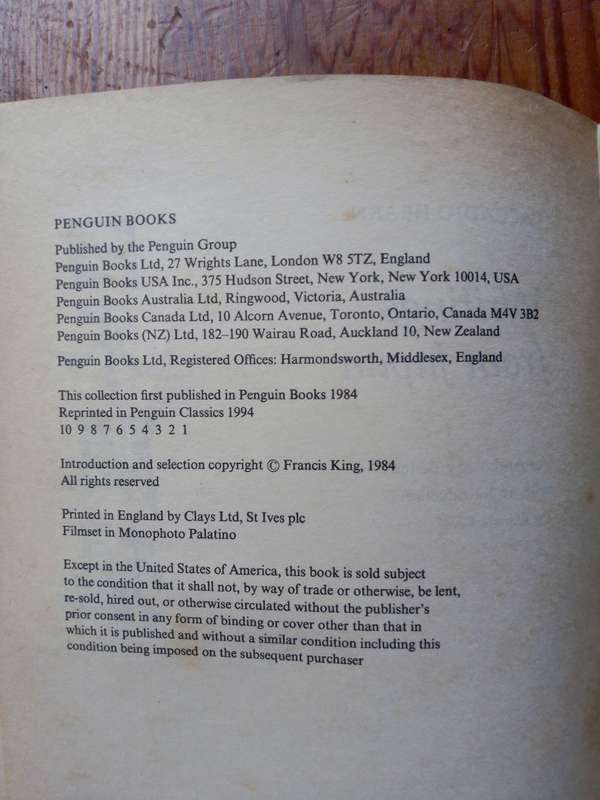 PENGUIN BOOKS
Published by the Penguin Group
Penguin Books Ltd, 27 Wrights Lane, London W8 5TZ, England
Penguin Books USA Inc., 375 Hudson Street, New York, New York 10014, USA
Penguin Books Australia Ltd, Ringwood, Victoria, Australia
Penguin Books Canada Ltd, 10 Alcorn Avenue, Toronto, Ontario, Canada M4V 3B2
Penguin Books (NZ) Ltd, 182–190 Wairau Road, Auckland 10, New Zealand
Penguin Books Ltd, Registered Offices: Harmondsworth, Middlesex, England
This collection first published in Penguin Books 1984
Reprinted in Penguin Classics 1994
10 9 8 7 6 5 4 3 2 1
Introduction and selection copyright © Francis King, 1984
All rights reserved
Printed in England by Clays Ltd, St Ives plc
Filmset in Monophoto Palatino
Except in the United States of America, this book is sold subject
to the condition that it shall not, by way of trade or otherwise, be lent,
re-sold, hired out, or otherwise circulated without the publisher's
prior consent in any form of binding or cover other than that in
which it is published and without a similar condition including this
condition being imposed on the subsequent purchaser